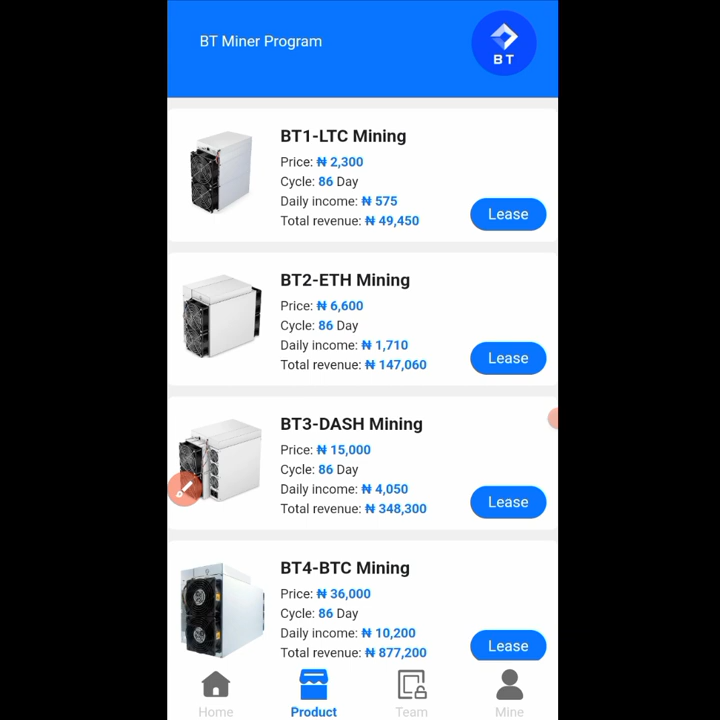 BT Miner Program
BT
BT1-LTC Mining
Price: ₦ 2,300
Cycle: 86 Day
Daily income: ₦ 575
Total revenue: ₦ 49,450
Lease
BT2-ETH Mining
Price: ₦ 6,600
Cycle: 86 Day
Daily income: ₦ 1,710
Total revenue: ₦ 147,060
Lease
BT3-DASH Mining
Price: ₦ 15,000
Cycle: 86 Day
Daily income: ₦ 4,050
Total revenue: ₦ 348,300
Lease
BT4-BTC Mining
Price: ₦ 36,000
Cycle: 86 Day
Daily income: ₦ 10,200
Total revenue: ₦ 877,200
Lease
Home
Product
Team
Mine